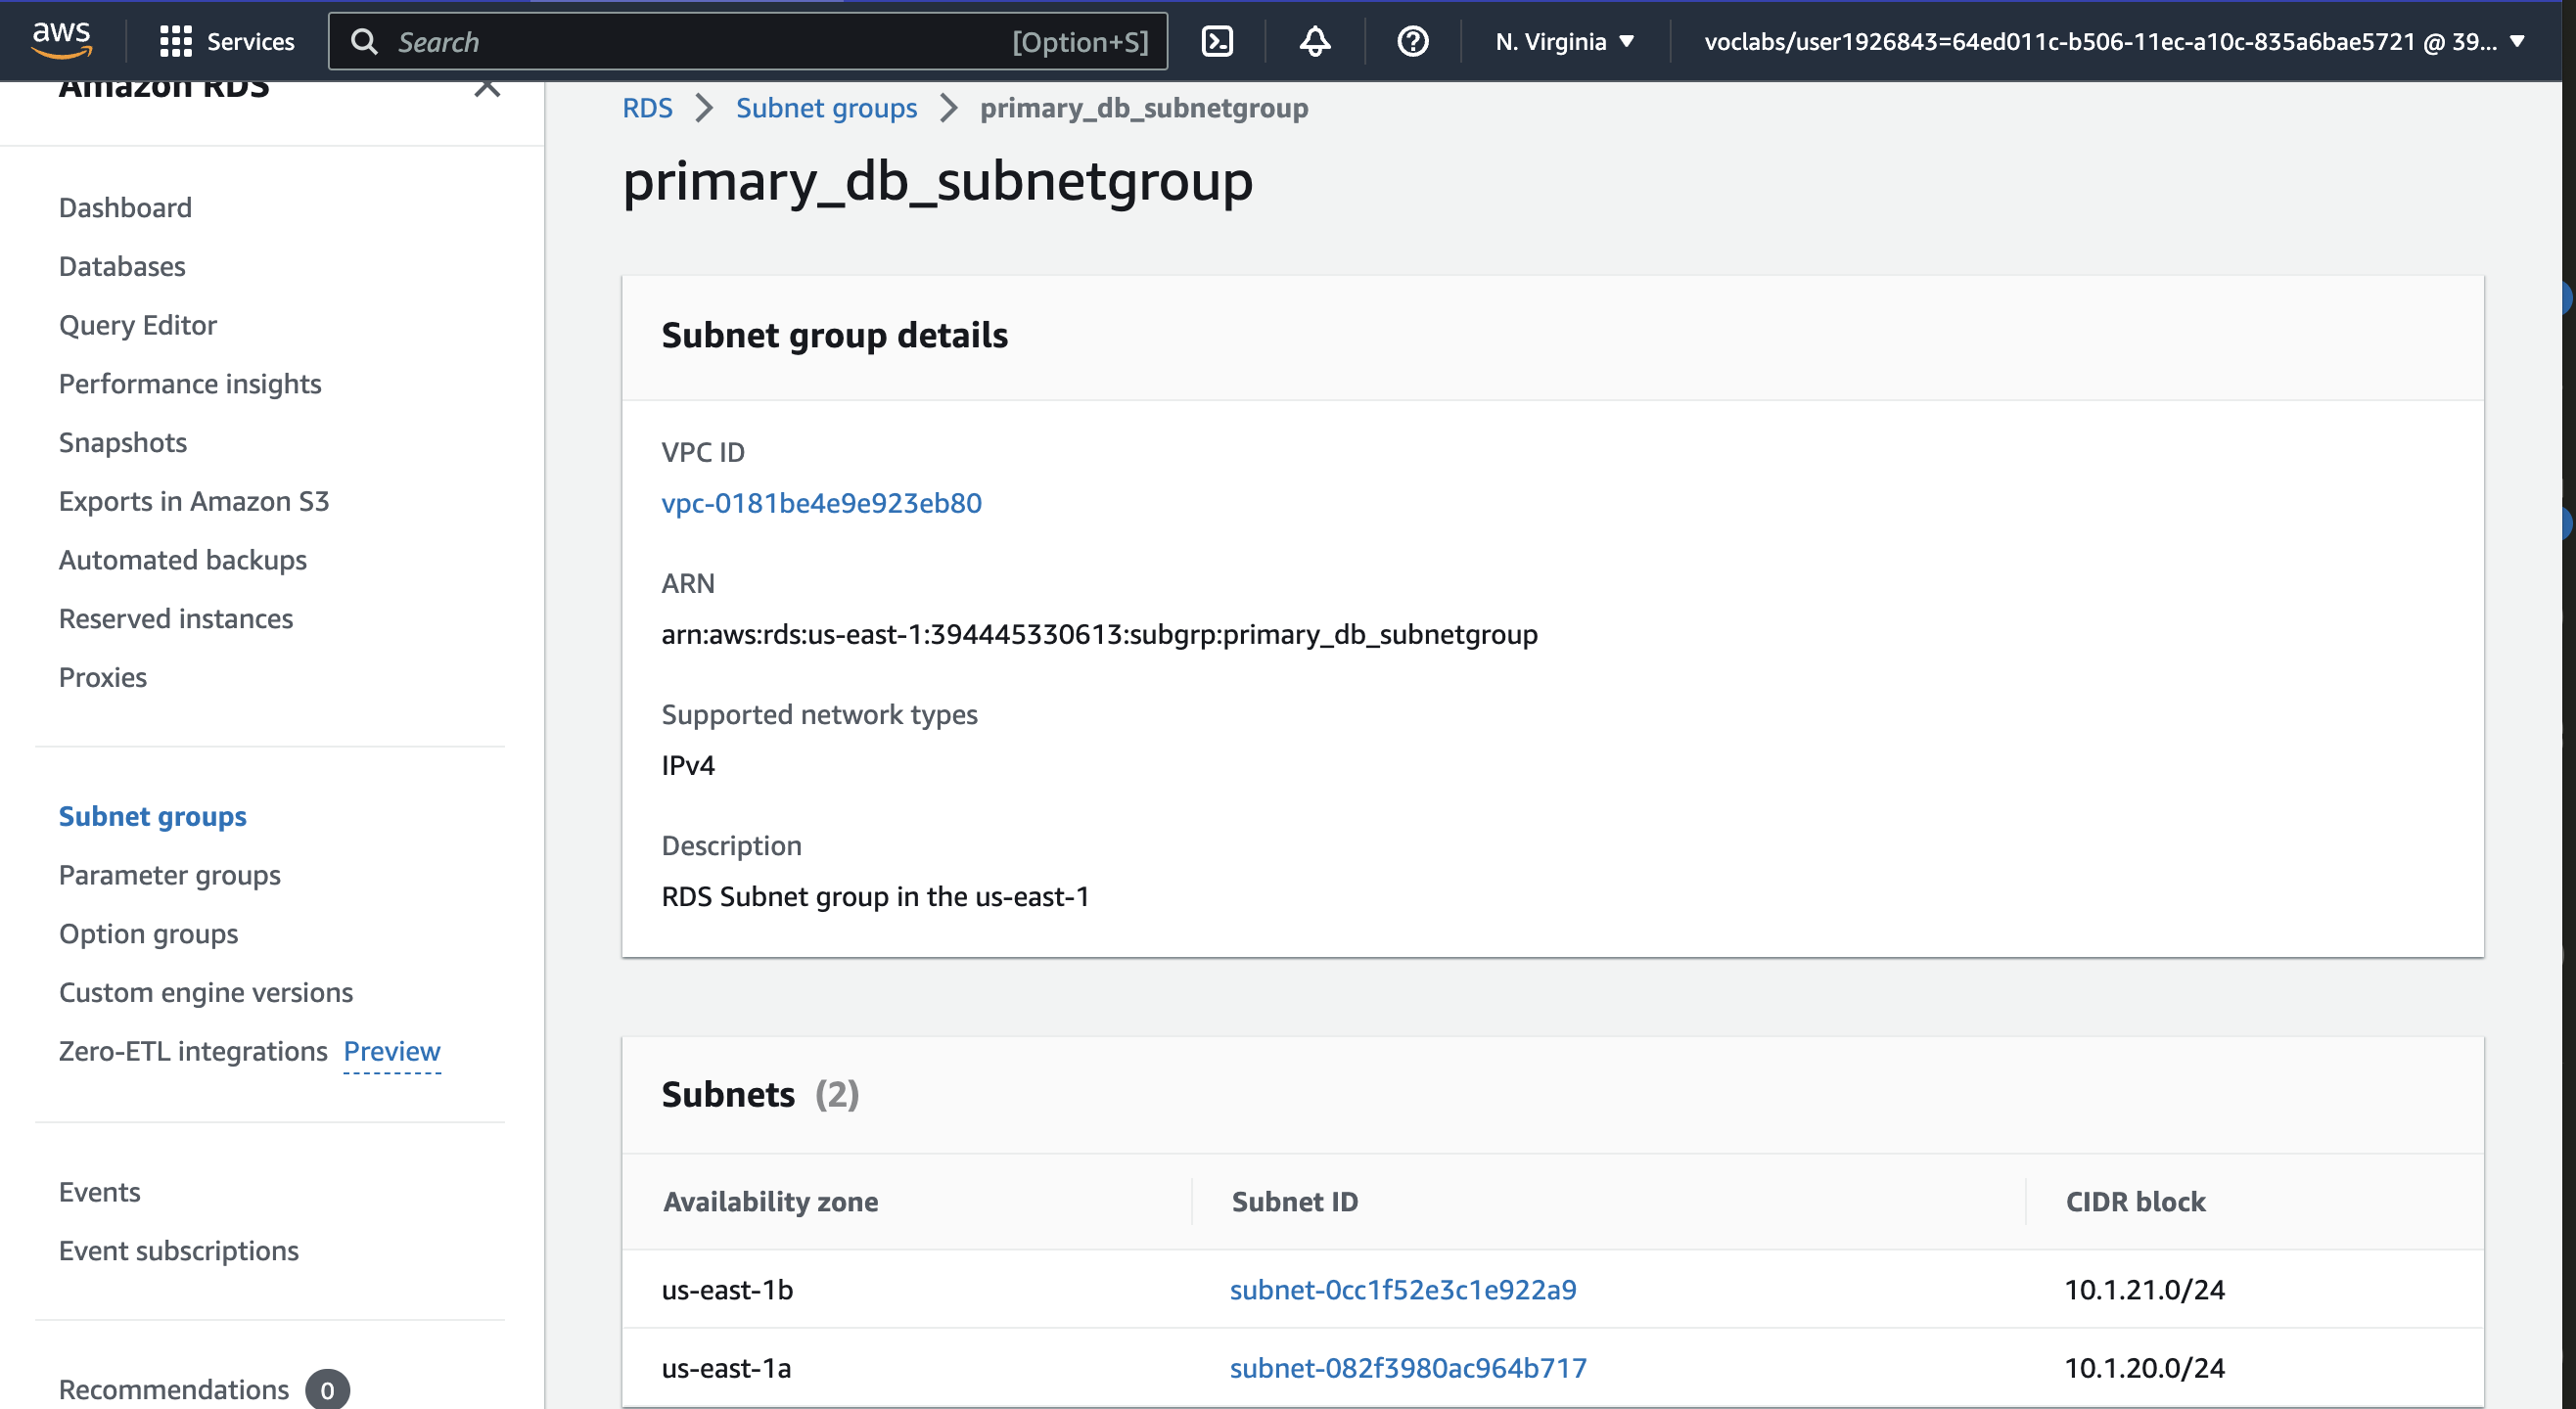 aws
Services
Search
[Option+S]
N. Virginia
voclabs/user1926843=64ed011c-b506-11ec-a10c-835a6bae5721 @ 39...
Amazon RDS
Dashboard
Databases
Query Editor
Performance insights
Snapshots
Exports in Amazon S3
Automated backups
Reserved instances
Proxies
Subnet groups
Parameter groups
Option groups
Custom engine versions
Zero-ETL integrations Preview
Events
Event subscriptions
Recommendations 0
RDS > Subnet groups > primary_db_subnetgroup
primary_db_subnetgroup
Subnet group details
VPC ID
vpc-0181be4e9e923eb80
ARN
arn:aws:rds:us-east-1:394445330613:subgrp:primary_db_subnetgroup
Supported network types
IPv4
Description
RDS Subnet group in the us-east-1
Subnets (2)
Availability zone Subnet ID CIDR block
us-east-1b subnet-0cc1f52e3c1e922a9 10.1.21.0/24
us-east-1a subnet-082f3980ac964b717 10.1.20.0/24